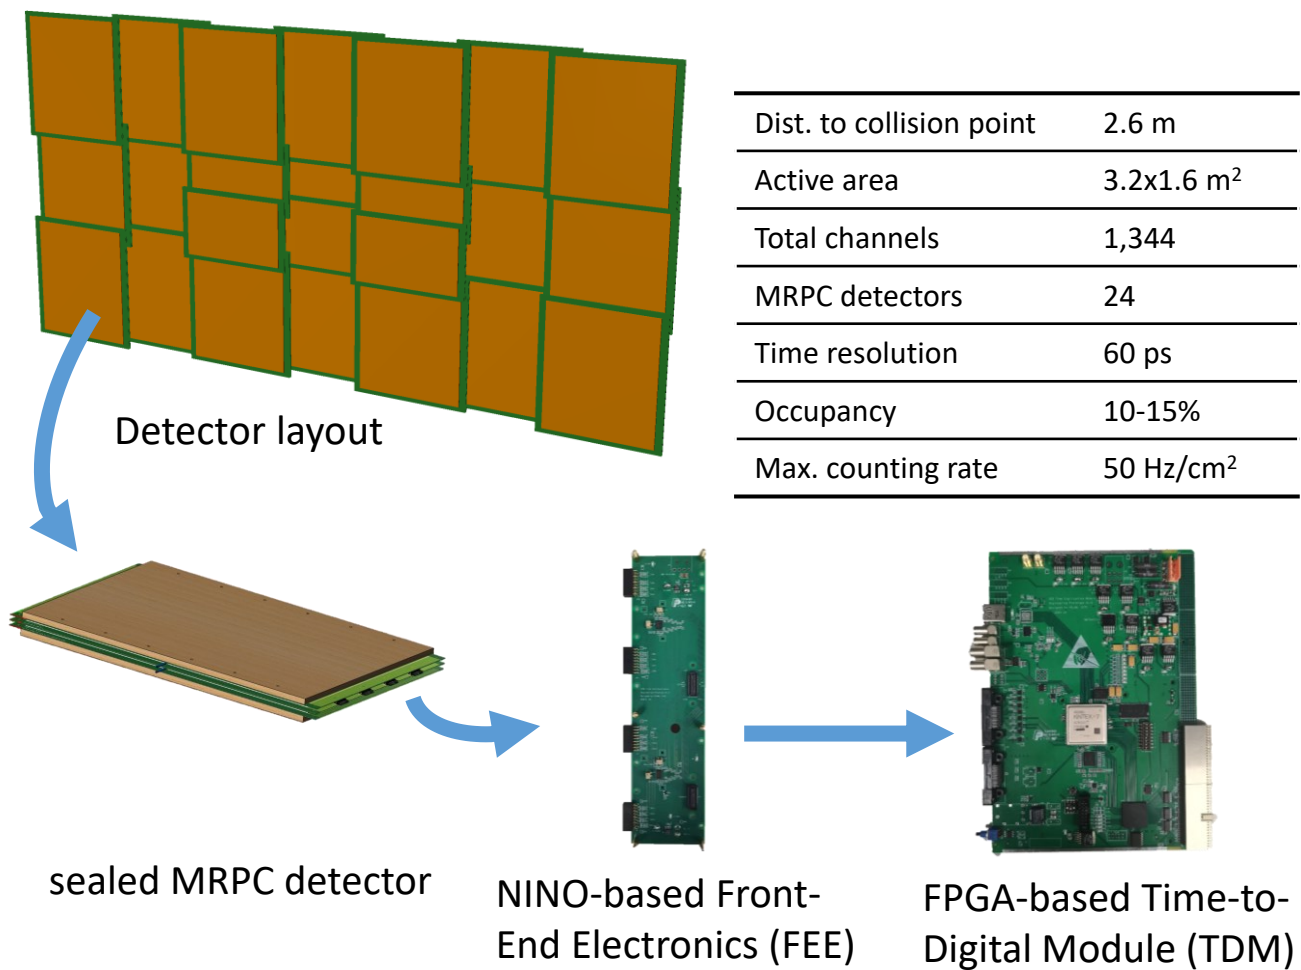 Dist. to collision point 2.6 m
Active area 3.2x1.6 m²
Total channels 1,344
MRPC detectors 24
Time resolution 60 ps
Occupancy 10-15%
Max. counting rate 50 Hz/cm²
Detector layout
sealed MRPC detector
NINO-based Front-
End Electronics (FEE)
FPGA-based Time-to-
Digital Module (TDM)